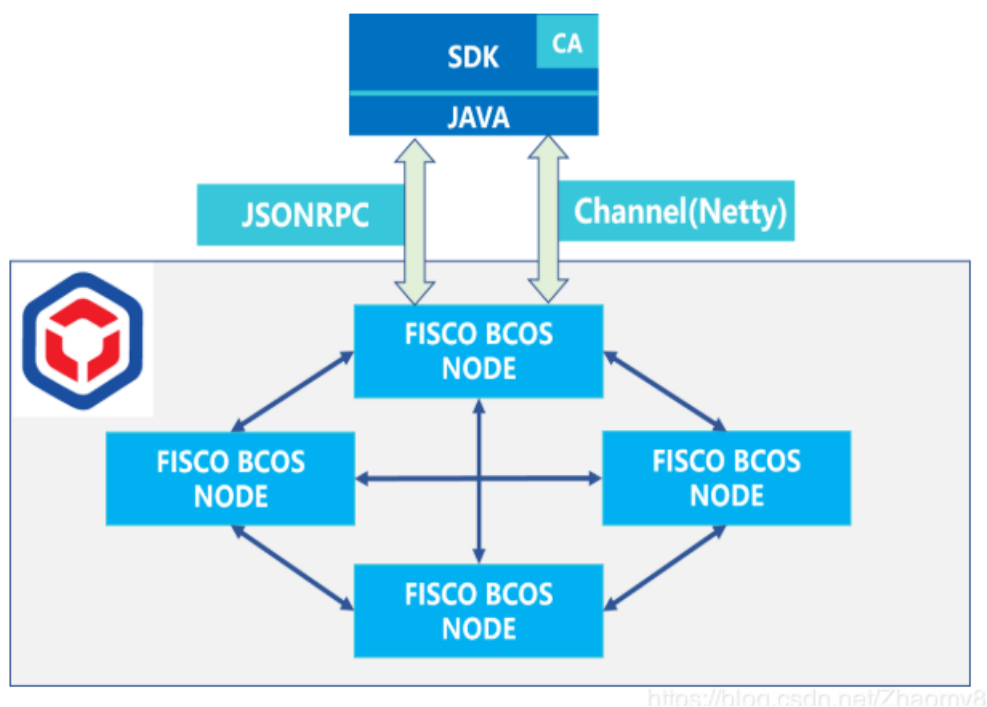 SDK
CA
JAVA
JSONRPC
Channel(Netty)
FISCO BCOS
NODE
FISCO BCOS
NODE
FISCO BCOS
NODE
FISCO BCOS
NODE
https://blog.csdn.net/Zhaomy8